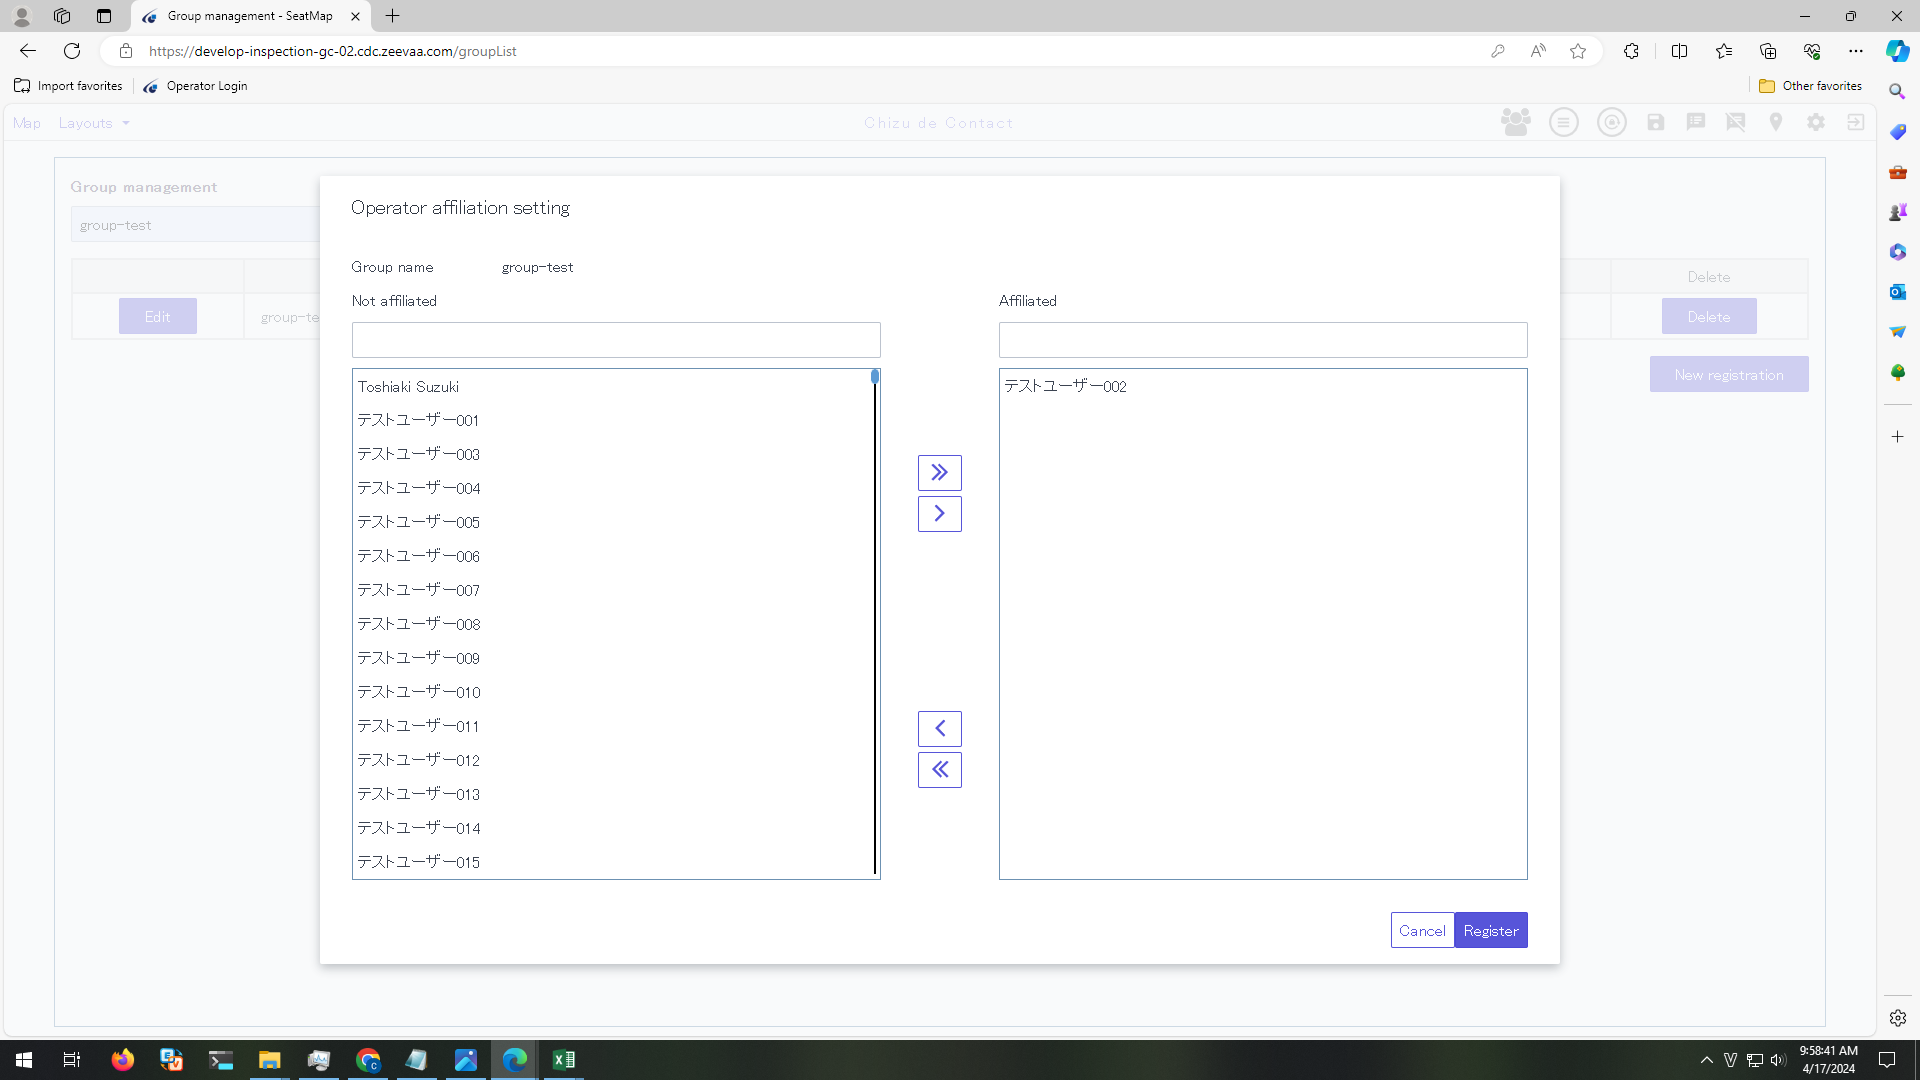 Group management - SeatMap
https://develop-inspection-gc-02.cdc.zeevaa.com/groupList
Import favorites
Operator Login
Other favorites
Map
Layouts
Chizu de Contact
Group management
group-test
Operator affiliation setting
Group name
group-test
Not affiliated
Affiliated
Delete
Edit
group-te
Delete
New registration
Toshiaki Suzuki
テストユーザー001
テストユーザー003
テストユーザー004
テストユーザー005
テストユーザー006
テストユーザー007
テストユーザー008
テストユーザー009
テストユーザー010
テストユーザー011
テストユーザー012
テストユーザー013
テストユーザー014
テストユーザー015
テストユーザー002
Cancel
Register
9:58:41 AM
4/17/2024